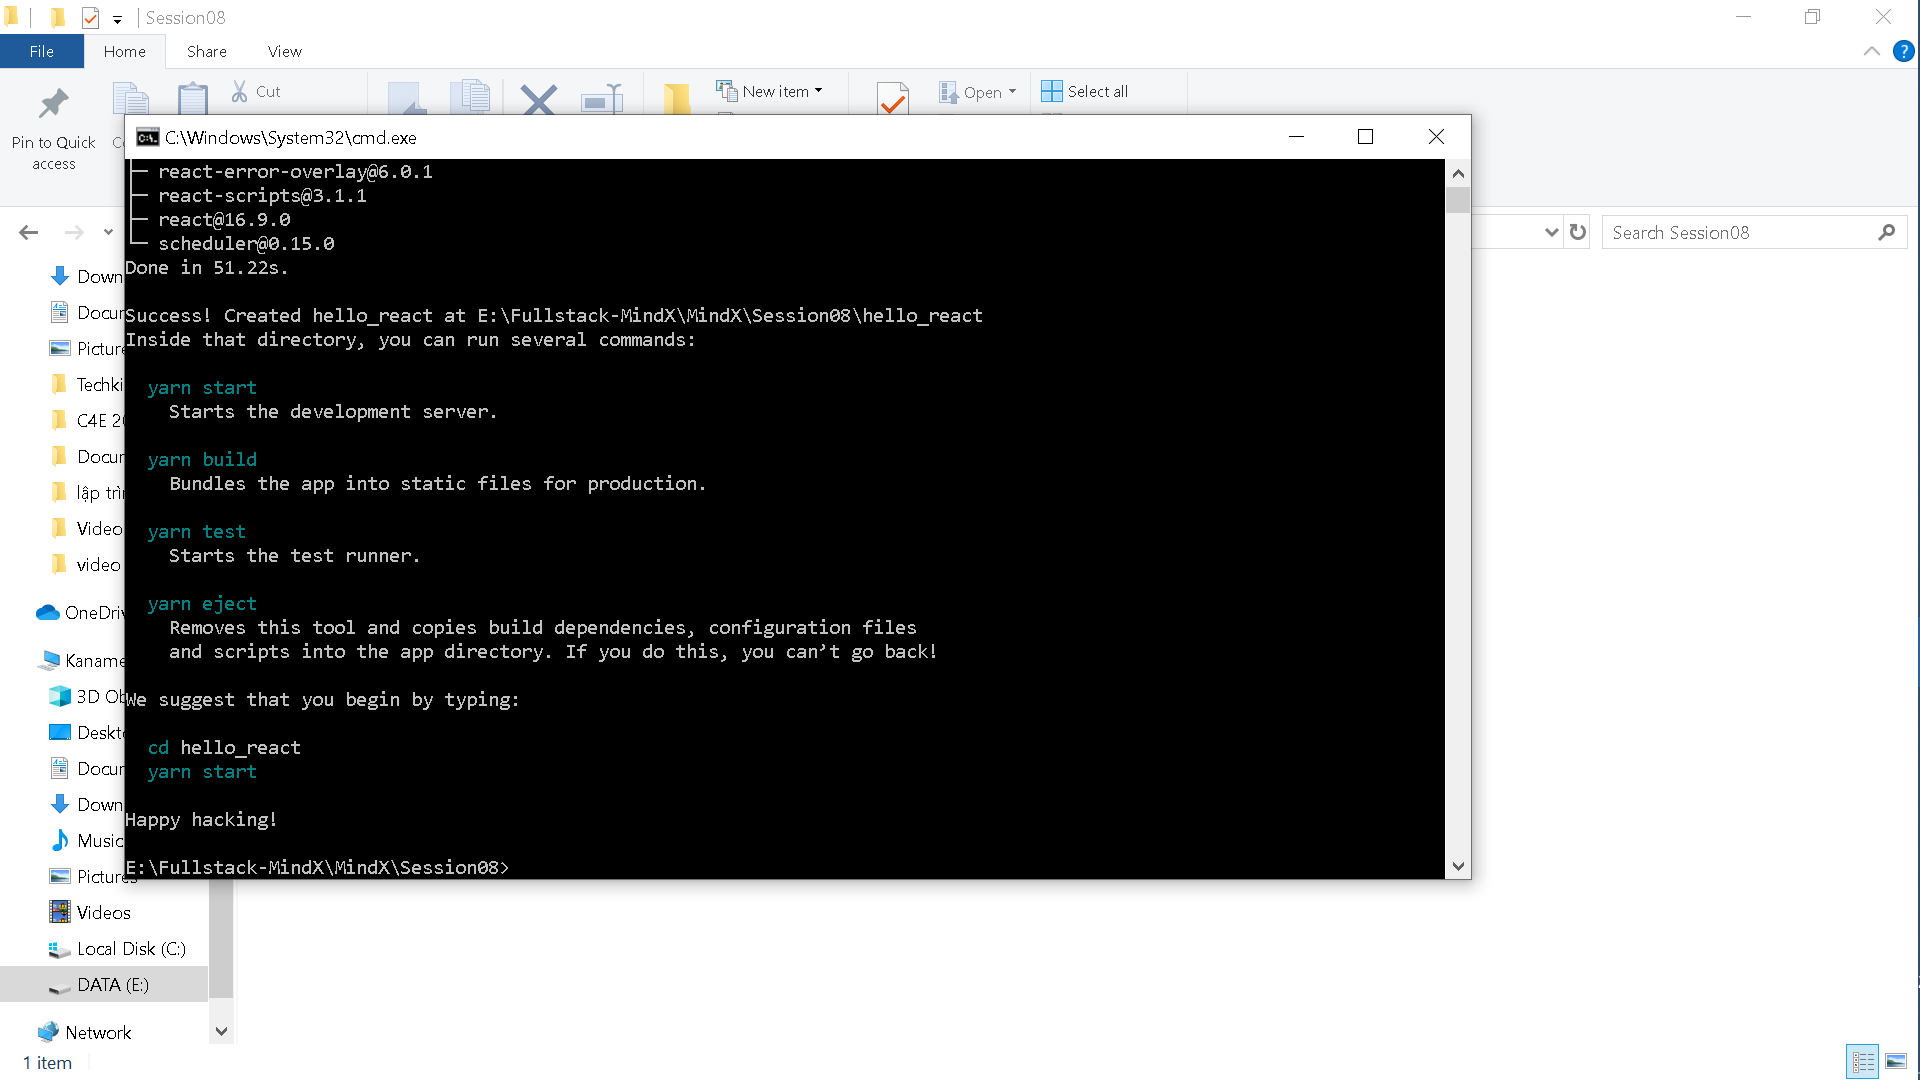 Session08
File
Home
Share
View
Pin to Quick
access
Cut
New item
Open
Select all
C:\Windows\System32\cmd.exe
react-error-overlay@6.0.1
react-scripts@3.1.1
react@16.9.0
scheduler@0.15.0
Done in 51.22s.
Success! Created hello_react at E:\Fullstack-MindX\MindX\Session08\hello_react
Inside that directory, you can run several commands:
yarn start
Starts the development server.
yarn build
Bundles the app into static files for production.
yarn test
Starts the test runner.
yarn eject
Removes this tool and copies build dependencies, configuration files
and scripts into the app directory. If you do this, you can’t go back!
We suggest that you begin by typing:
cd hello_react
yarn start
Happy hacking!
E:\Fullstack-MindX\MindX\Session08>
Search Session08
Down
Docur
Picture
Techki
C4E 20
Docur
lập trì
Video
video
OneDriv
Kaname
3D Ob
Deskto
Docur
Down
Music
Pictures
Videos
Local Disk (C:)
DATA (E:)
Network
1 item